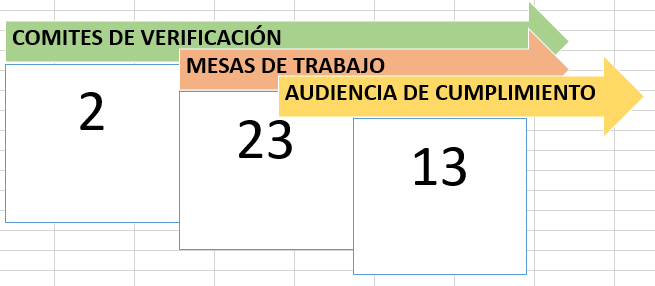 COMITES DE VERIFICACIÓN
MESAS DE TRABAJO
AUDIENCIA DE CUMPLIMIENTO
2
23
13